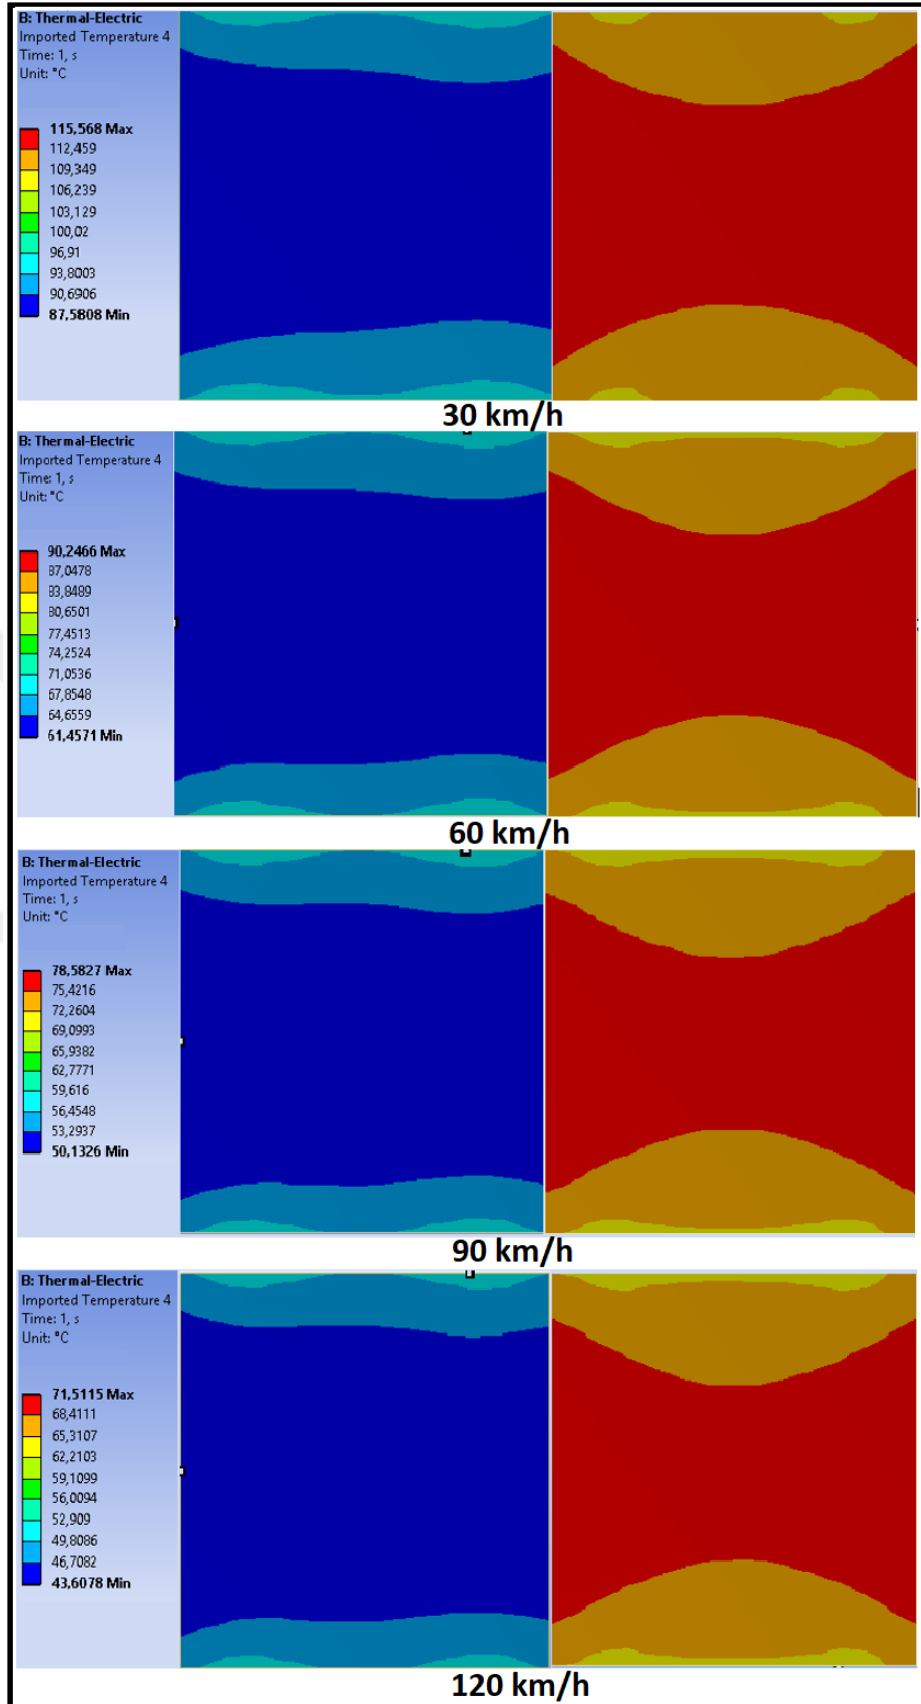 B: Thermal-Electric
Imported Temperature 4
Time: 1, s
Unit: °C
115,568 Max
112,459
109,349
106,239
103,129
100,02
96,91
93,8003
90,6906
87,5808 Min
30 km/h
B: Thermal-Electric
Imported Temperature 4
Time: 1, s
Unit: °C
90,2466 Max
87,0478
83,8489
80,6501
77,4513
74,2524
71,0536
67,8548
64,6559
61,4571 Min
60 km/h
B: Thermal-Electric
Imported Temperature 4
Time: 1, s
Unit: °C
78,5827 Max
75,4216
72,2604
69,0993
65,9382
62,7771
59,616
56,4548
53,2937
50,1326 Min
90 km/h
B: Thermal-Electric
Imported Temperature 4
Time: 1, s
Unit: °C
71,5115 Max
68,4111
65,3107
62,2103
59,1099
56,0094
52,909
49,8086
46,7082
43,6078 Min
120 km/h